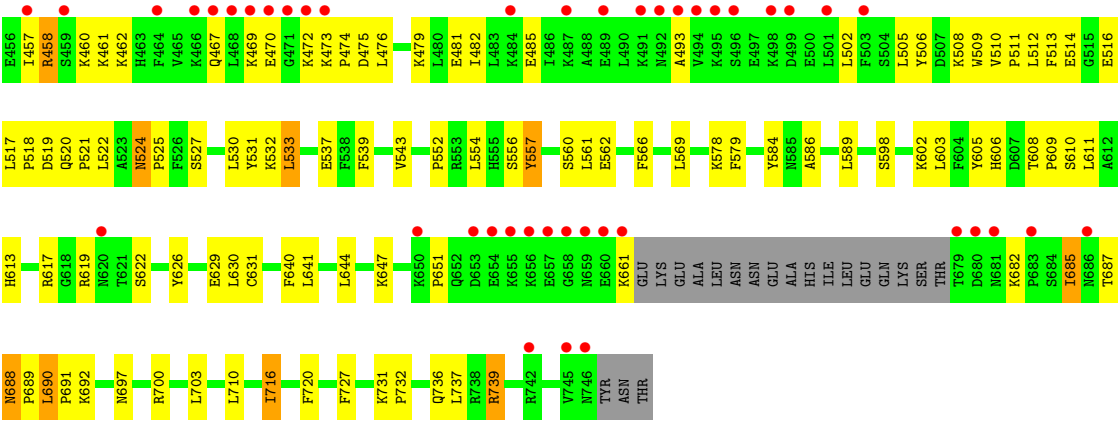 E456 I457 R458 S459 K460 K461 K462 H463 F464 V465 K466 Q467 L468 K469 E470 G471 K472 K473 P474 D475 L476 K479 L480 E481 I482 L483 K484 E485 I486 K487 A488 E489 L490 K491 N492 A493 V494 K495 S496 E497 K498 D499 E500 L501 L502 F503 S504 L505 Y506 D507 K508 W509 V510 P511 L512 F513 E514 G515 E516
L517 P518 D519 Q520 P521 L522 A523 N524 P525 F526 S527 L530 Y531 K532 L533 E537 F538 F539 V543 P552 R553 L554 H555 S556 Y557 S560 L561 E562 F566 L569 K578 F579 Y584 N585 A586 L589 S598 K602 L603 F604 Y605 H606 D607 T608 P609 S610 L611 A612
H613 R617 G618 R619 N620 T621 S622 Y626 E629 L630 C631 F640 L641 L644 K647 K650 P651 Q652 D653 E654 K655 K656 E657 G658 N659 E660 K661 GLU LYS GLU ALA LEU ASN ASN GLU ALA HIS ILE LEU GLU GLN LYS SER THR T679 D680 N681 K682 P683 S684 I685 N686 T687
N688 P689 L690 P691 K692 N697 R700 L703 L710 I716 F720 F727 K731 P732 Q736 L737 R738 R739 R742 V745 N746 TYR ASN THR